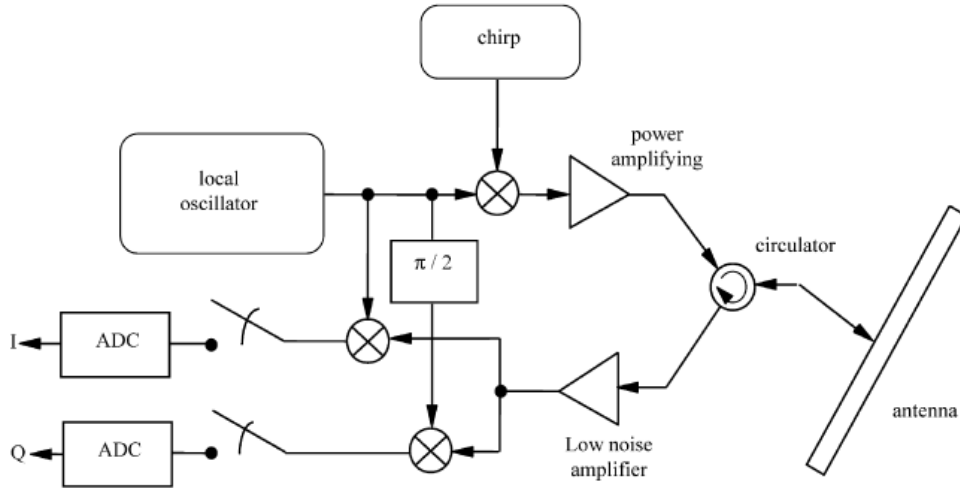 chirp
power
amplifying
local
oscillator
circulator
π / 2
I
ADC
Q
ADC
Low noise
amplifier
antenna